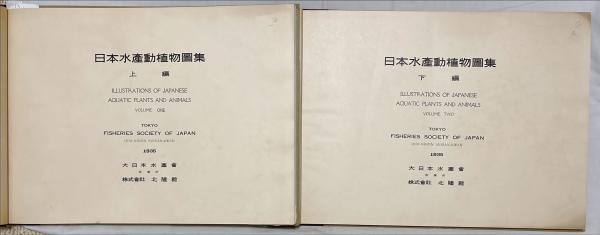 日本水產動植物圖集
上編
ILLUSTRATIONS OF JAPANESE
AQUATIC PLANTS AND ANIMALS
VOLUME ONE
TOKYO
FISHERIES SOCIETY OF JAPAN
1935
大日本水產會
株式會社 北隆館
日本水產動植物圖集
下編
ILLUSTRATIONS OF JAPANESE
AQUATIC PLANTS AND ANIMALS
VOLUME TWO
TOKYO
FISHERIES SOCIETY OF JAPAN
1935
大日本水產會
株式會社 北隆館